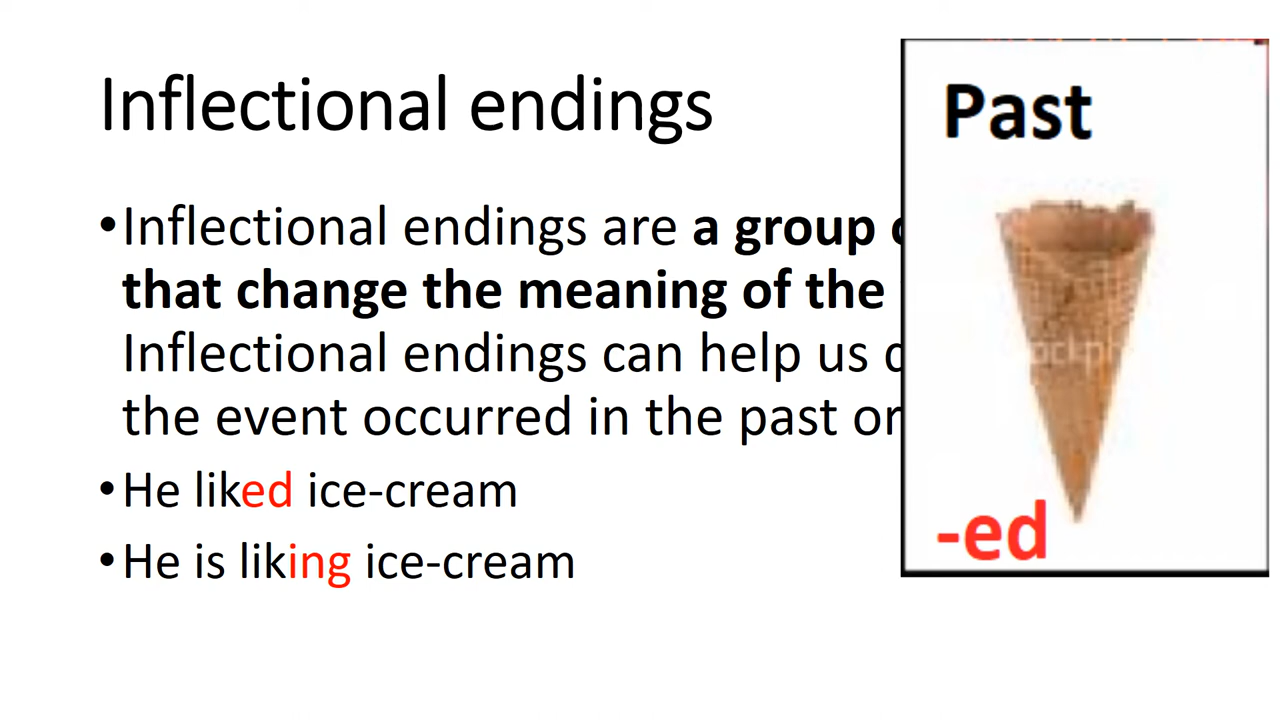 Inflectional endings
•Inflectional endings are a group
that change the meaning of the
Inflectional endings can help us
the event occurred in the past or
•He liked ice-cream
•He is liking ice-cream
Past
-ed